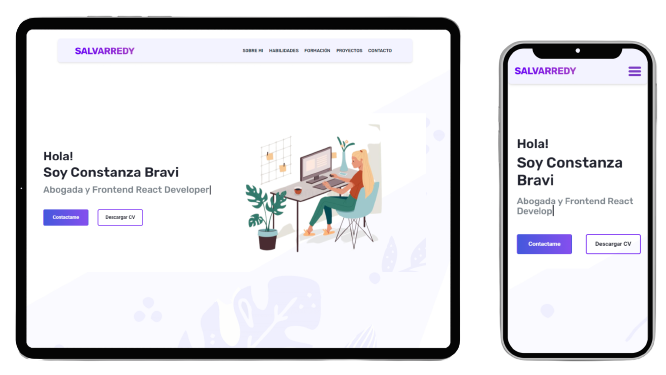 SALVARREDY
SOBRE MI HABILIDADES FORMACIÓN PROYECTOS CONTACTO
Hola!
Soy Constanza Bravi
Abogada y Frontend React Developer
Contactame Descargar CV
SALVARREDY
Hola!
Soy Constanza
Bravi
Abogada y Frontend React
Develop
Contactame Descargar CV